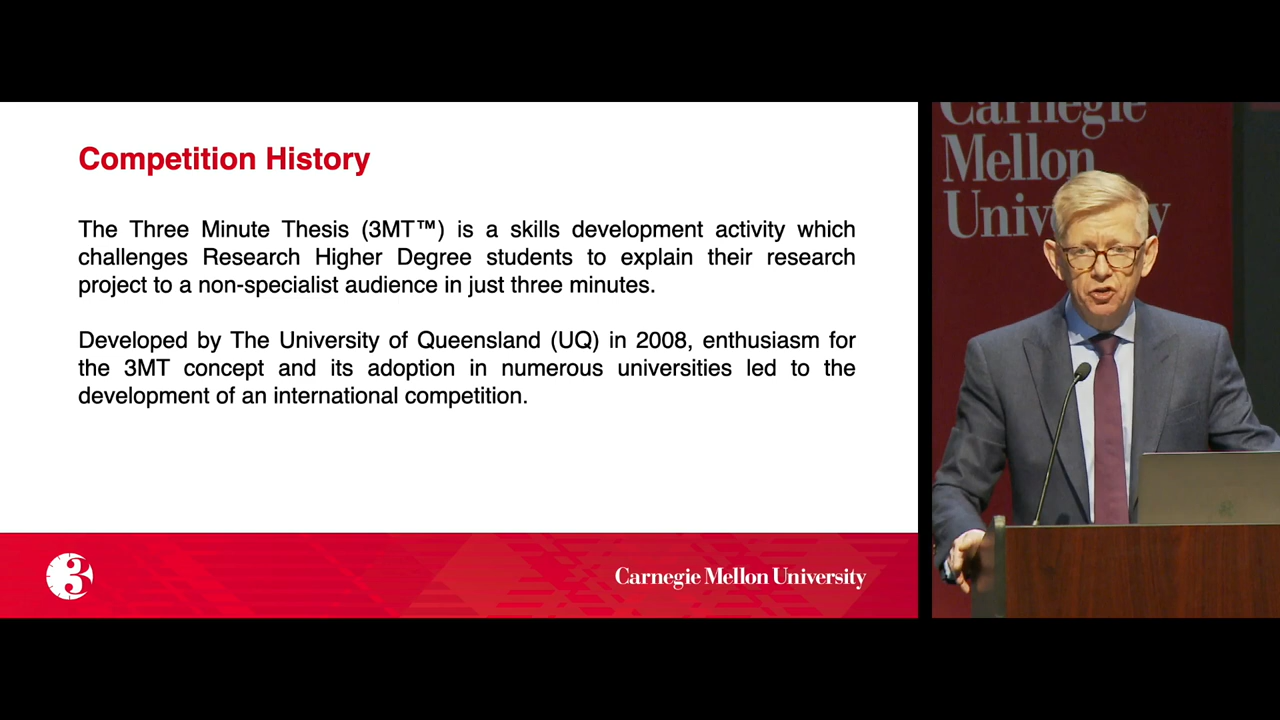 Competition History
The Three Minute Thesis (3MT™) is a skills development activity which
challenges Research Higher Degree students to explain their research
project to a non-specialist audience in just three minutes.
Developed by The University of Queensland (UQ) in 2008, enthusiasm for
the 3MT concept and its adoption in numerous universities led to the
development of an international competition.
3
Carnegie Mellon University
Carnegie
Mellon
University